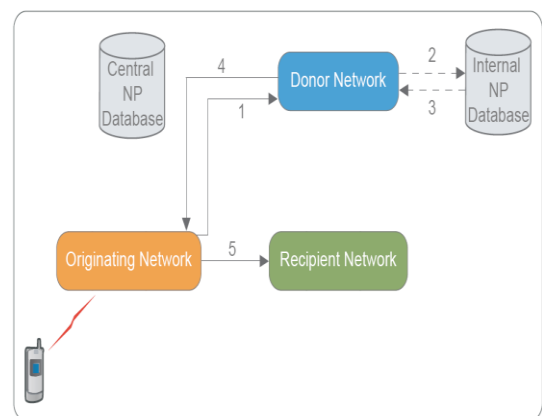 Central
NP
Database
4
1
Donor Network
2
3
Internal
NP
Database
Originating Network
5
Recipient Network